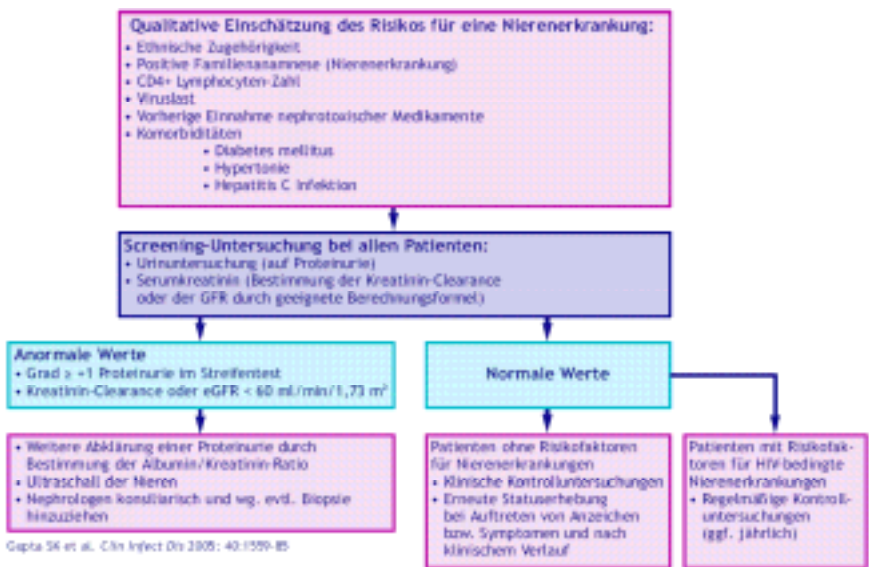 Qualitative Einschätzung des Risikos für eine Nierenerkrankung:
• Ethnische Zugehörigkeit
• Positive Familienanamnese (Nierenerkrankung)
• CD4+ Lymphocyten-Zahl
• Viruslast
• Vorherige Einnahme nephrotoxischer Medikamente
• Komorbiditäten
• Diabetes mellitus
• Hypertonie
• Hepatitis C Infektion
Screening-Untersuchung bei allen Patienten:
• Urinuntersuchung (auf Proteinurie)
• Serumkreatinin (Bestimmung der Kreatinin-Clearance
oder der GFR durch geeignete Berechnungsformel)
Anormale Werte
• Grad ≥ +1 Proteinurie im Streifentest
• Kreatinin-Clearance oder eGFR < 60 ml/min/1,73 m²
Normale Werte
• Weitere Abklärung einer Proteinurie durch
Bestimmung der Albumin/Kreatinin-Ratio
• Ultraschall der Nieren
• Nephrologen konsiliarisch und wg. evtl. Biopsie
hinzuziehen
Patienten ohne Risikofaktoren
für Nierenerkrankungen
• Klinische Kontrolluntersuchungen
• Erneute Statuserhebung
bei Auftreten von Anzeichen
bzw. Symptomen und nach
klinischem Verlauf
Patienten mit Risikofak-
toren für HIV-bedingte
Nierenerkrankungen
• Regelmäßige Kontroll-
untersuchungen
(ggf. jährlich)
Gupta SK et al. Clin Infect Dis 2005; 40:1559-85